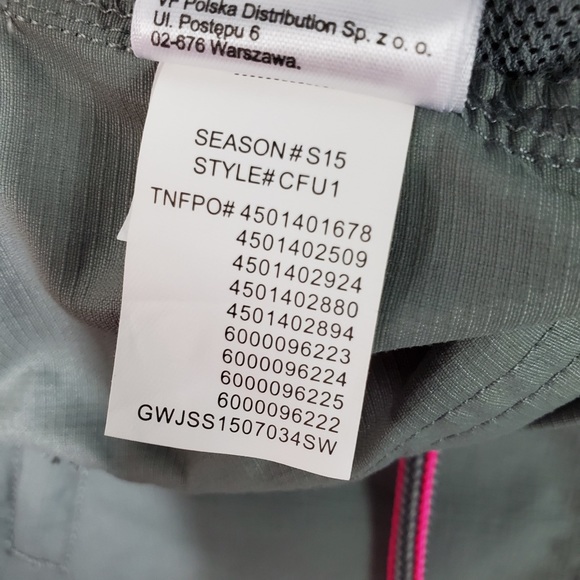 VF Polska Distribution Sp. z o. o.
Ul. Postępu 6
02-676 Warszawa.
SEASON#S15
STYLE#CFU1
TNFPO#4501401678
4501402509
4501402924
4501402880
4501402894
6000096223
6000096224
6000096225
6000096222
GWJSS1507034SW